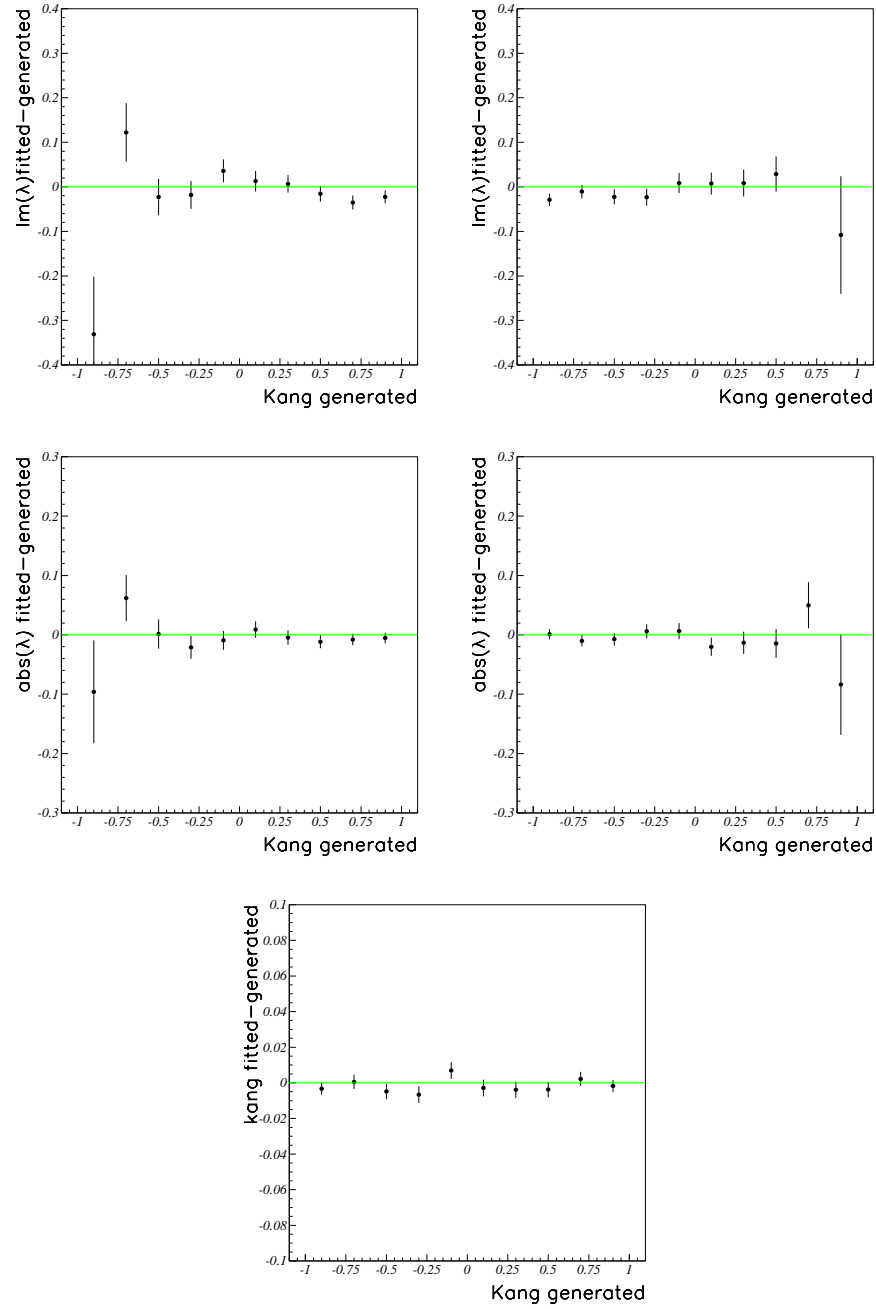 Im(λ)fitted−generated
0.4
0.3
0.2
0.1
0
-0.1
-0.2
-0.3
-0.4
-1 -0.75 -0.5 -0.25 0 0.25 0.5 0.75 1
Kang generated
Im(λ)fitted−generated
0.4
0.3
0.2
0.1
0
-0.1
-0.2
-0.3
-0.4
-1 -0.75 -0.5 -0.25 0 0.25 0.5 0.75 1
Kang generated
abs(λ) fitted−generated
0.3
0.2
0.1
0
-0.1
-0.2
-0.3
-1 -0.75 -0.5 -0.25 0 0.25 0.5 0.75 1
Kang generated
abs(λ) fitted−generated
0.3
0.2
0.1
0
-0.1
-0.2
-0.3
-1 -0.75 -0.5 -0.25 0 0.25 0.5 0.75 1
Kang generated
kang fitted−generated
0.1
0.08
0.06
0.04
0.02
0
-0.02
-0.04
-0.06
-0.08
-0.1
-1 -0.75 -0.5 -0.25 0 0.25 0.5 0.75 1
Kang generated